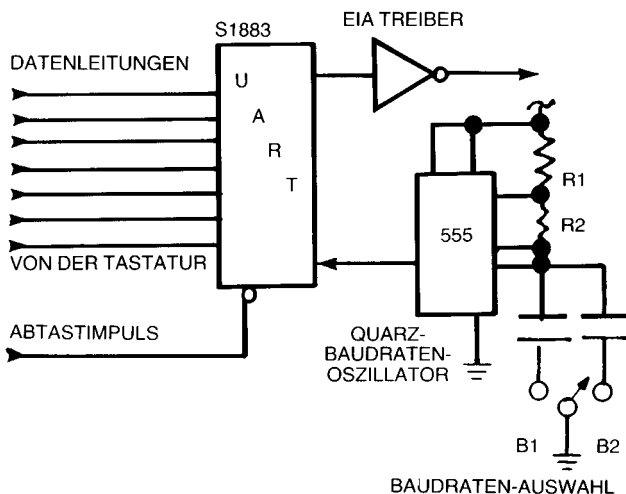 EIA TREIBER
S1883
DATENLEITUNGEN
U
A
R
T
R1
R2
555
VON DER TASTATUR
ABTASTIMPULS
QUARZ-
BAUDRATEN-
OSZILLATOR
B1
B2
BAUDRATEN-AUSWAHL